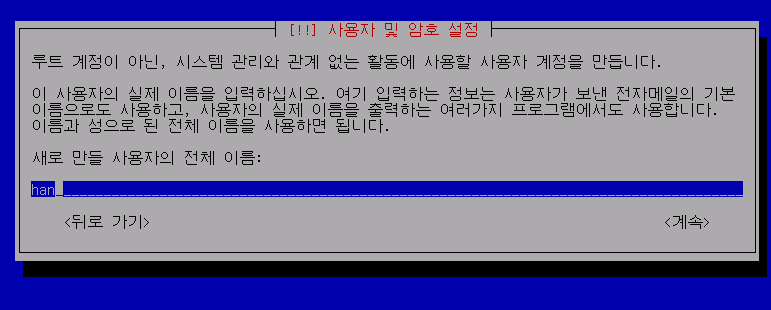 [!!] 사용자 및 암호 설정
루트 계정이 아닌, 시스템 관리와 관계 없는 활동에 사용할 사용자 계정을 만듭니다.
이 사용자의 실제 이름을 입력하십시오. 여기 입력하는 정보는 사용자가 보낸 전자메일의 기본
이름으로도 사용하고, 사용자의 실제 이름을 출력하는 여러가지 프로그램에서도 사용합니다.
이름과 성으로 된 전체 이름을 사용하면 됩니다.
새로 만들 사용자의 전체 이름:
han
<뒤로 가기> <계속>